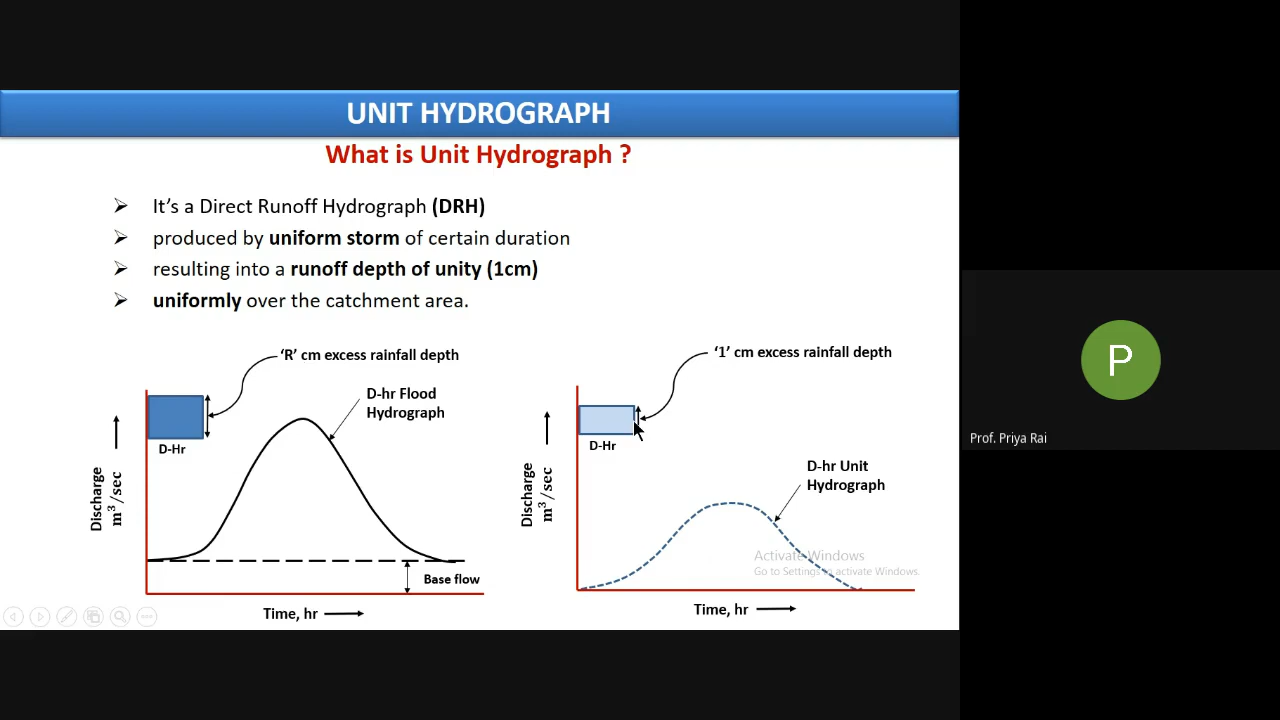 UNIT HYDROGRAPH
What is Unit Hydrograph ?
It’s a Direct Runoff Hydrograph (DRH)
produced by uniform storm of certain duration
resulting into a runoff depth of unity (1cm)
uniformly over the catchment area.
‘R’ cm excess rainfall depth
D-hr Flood
Hydrograph
D-Hr
Discharge
m³/sec
Base flow
Time, hr
‘1’ cm excess rainfall depth
D-Hr
D-hr Unit
Hydrograph
Discharge
m³/sec
Activate Windows
Go to Settings to activate Windows.
Time, hr
P
Prof. Priya Rai